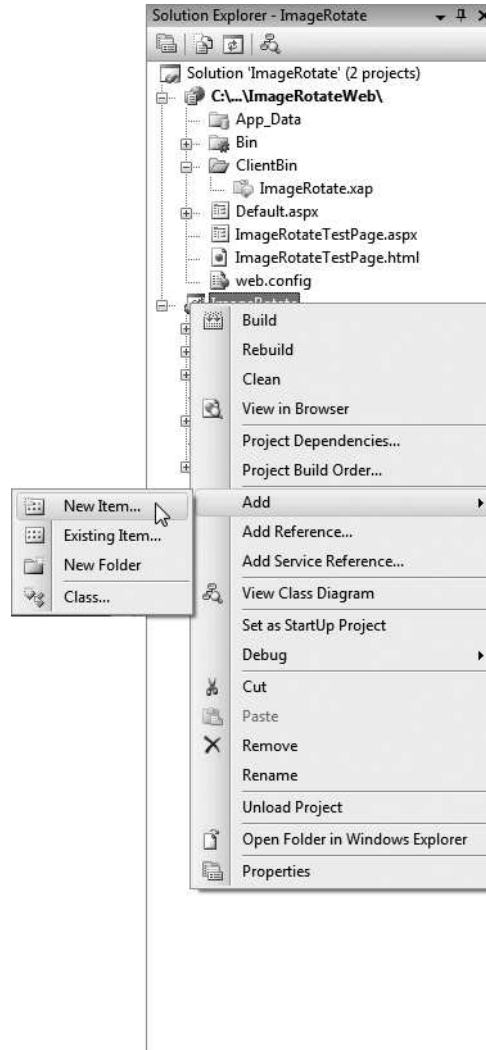 Solution Explorer - ImageRotate
Solution 'ImageRotate' (2 projects)
C:\...\ImageRotateWeb\
App_Data
Bin
ClientBin
ImageRotate.xap
Default.aspx
ImageRotateTestPage.aspx
ImageRotateTestPage.html
web.config
ImageRotate
Build
Rebuild
Clean
View in Browser
Project Dependencies...
Project Build Order...
Add
New Item...
Existing Item...
New Folder
Class...
Add Reference...
Add Service Reference...
View Class Diagram
Set as StartUp Project
Debug
Cut
Paste
Remove
Rename
Unload Project
Open Folder in Windows Explorer
Properties